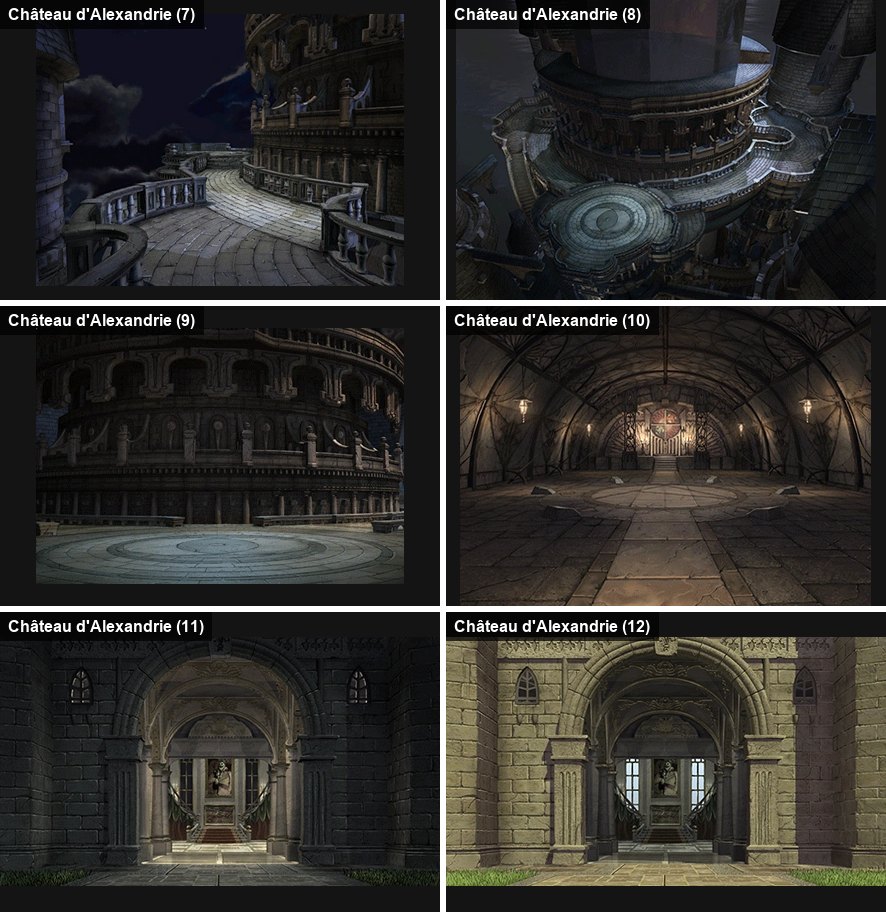 Château d'Alexandrie (7)
Château d'Alexandrie (8)
Château d'Alexandrie (9)
Château d'Alexandrie (10)
Château d'Alexandrie (11)
Château d'Alexandrie (12)